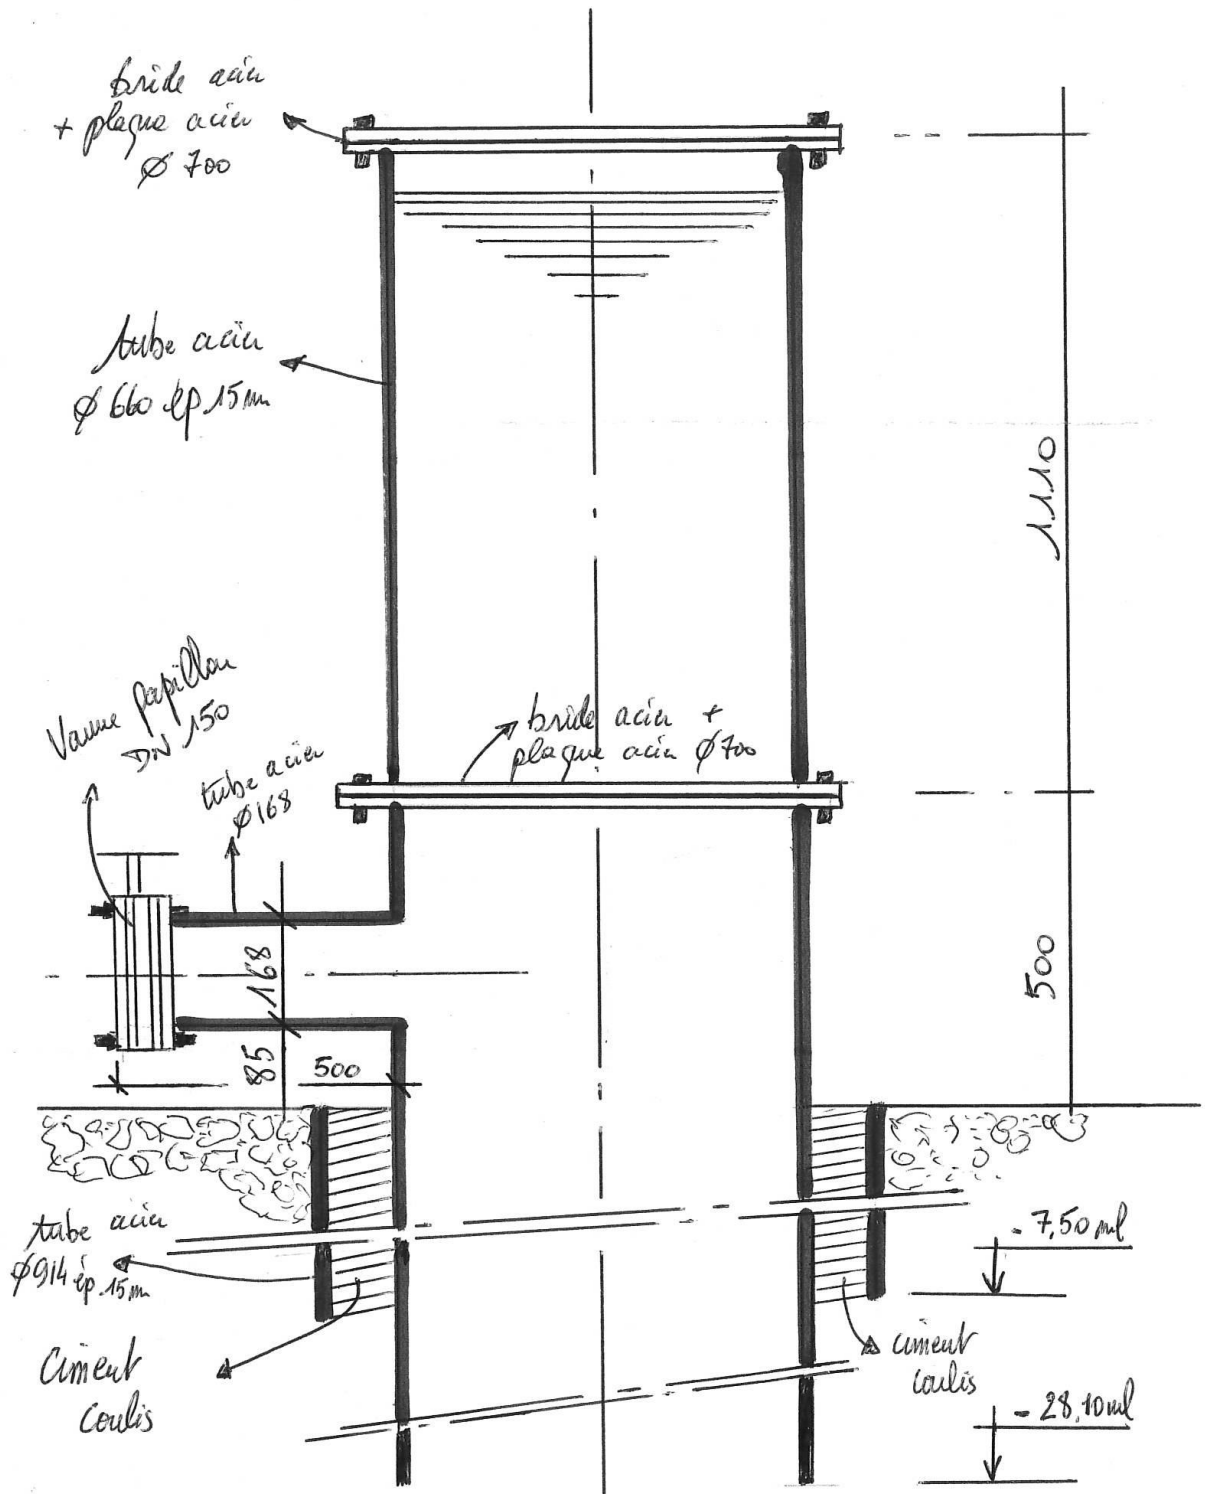 bride acier
+ plaque acier
Ø 700
tube acier
Ø 660 ép.15mm
1.110
Vanne papillon
DN 150
tube acier
Ø168
bride acier +
plaque acier Ø700
168
85
500
500
tube acier
Ø914 ép.15mm
- 7,50 ml
Ciment
coulis
ciment
coulis
- 28,10 ml